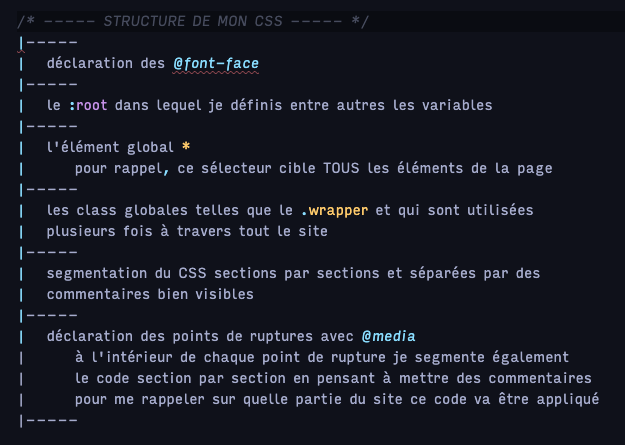 /* ----- STRUCTURE DE MON CSS ----- */
|-----
|  déclaration des @font-face
|-----
|  le :root dans lequel je définis entre autres les variables
|-----
|  l'élément global *
|     pour rappel, ce sélecteur cible TOUS les éléments de la page
|-----
|  les class globales telles que le .wrapper et qui sont utilisées
|  plusieurs fois à travers tout le site
|-----
|  segmentation du CSS sections par sections et séparées par des
|  commentaires bien visibles
|-----
|  déclaration des points de ruptures avec @media
|     à l'intérieur de chaque point de rupture je segmente également
|     le code section par section en pensant à mettre des commentaires
|     pour me rappeler sur quelle partie du site ce code va être appliqué
|-----